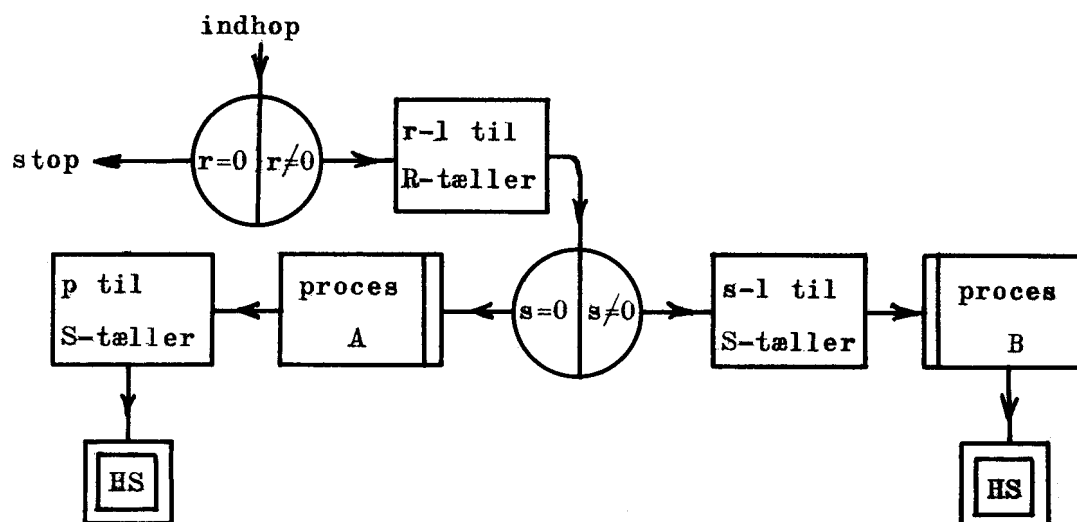 indhop
stop
r=0
r≠0
r-1 til
R-tæller
p til
S-tæller
proces
A
s=0
s≠0
s-1 til
S-tæller
proces
B
HS
HS